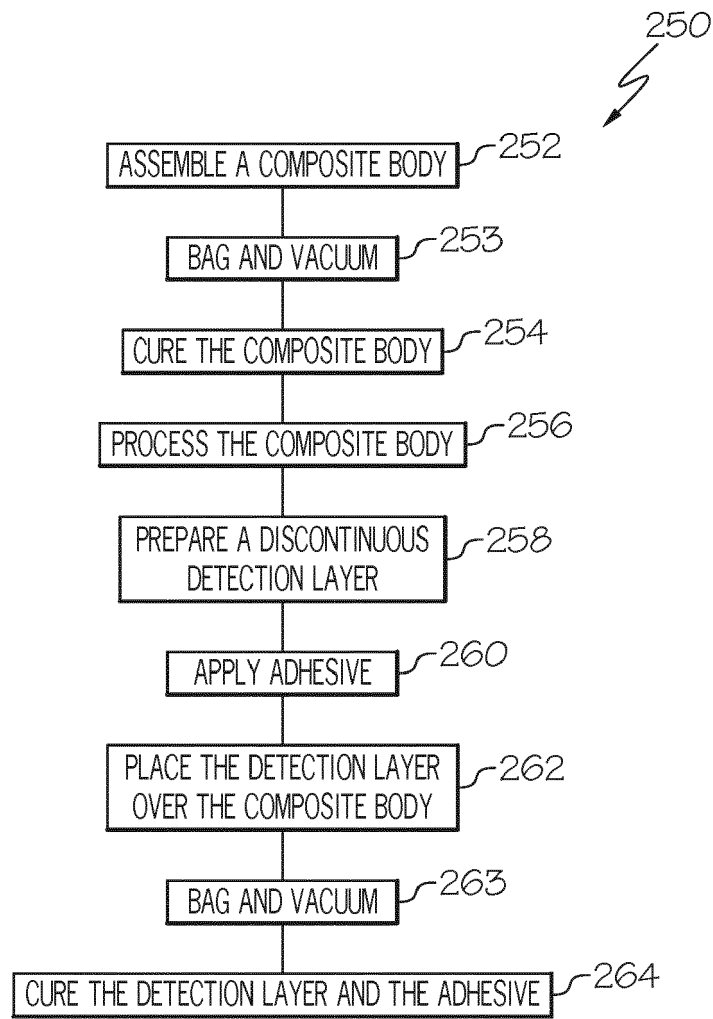 250
ASSEMBLE A COMPOSITE BODY 252
BAG AND VACUUM 253
CURE THE COMPOSITE BODY 254
PROCESS THE COMPOSITE BODY 256
PREPARE A DISCONTINUOUS 258
DETECTION LAYER
APPLY ADHESIVE 260
PLACE THE DETECTION LAYER 262
OVER THE COMPOSITE BODY
BAG AND VACUUM 263
CURE THE DETECTION LAYER AND THE ADHESIVE 264